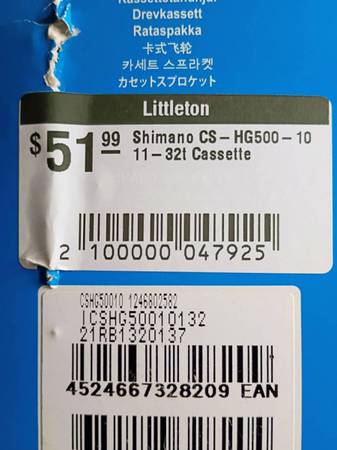 Drevkassett
Rataspakka
卡式飞轮
카세트 스프라켓
カセットスプロケット
Littleton
$51 99 Shimano CS-HG500-10
11-32t Cassette
2 100000 047925
CSHG50010 1246802582
ICSHG50010132
21RB1320137
4524667328209 EAN